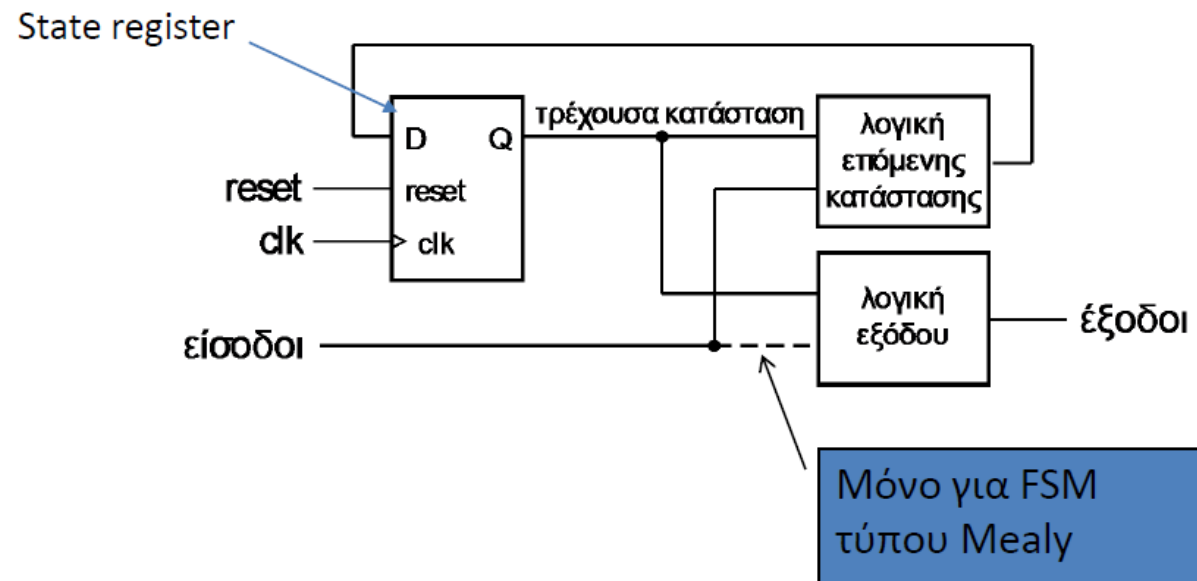 State register
D
Q
τρέχουσα κατάσταση
λογική
επόμενης
κατάστασης
reset
reset
clk
clk
λογική
εξόδου
έξοδοι
είσοδοι
Μόνο για FSM
τύπου Mealy